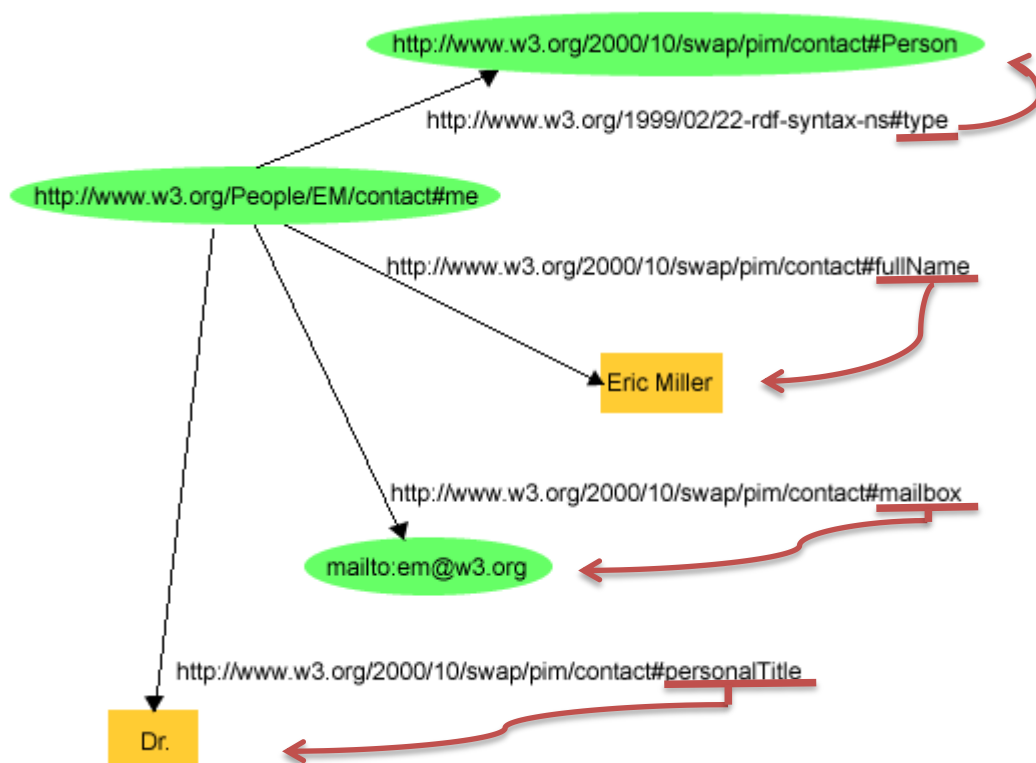 http://www.w3.org/2000/10/swap/pim/contact#Person
http://www.w3.org/1999/02/22-rdf-syntax-ns#type
http://www.w3.org/People/EM/contact#me
http://www.w3.org/2000/10/swap/pim/contact#fullName
Eric Miller
http://www.w3.org/2000/10/swap/pim/contact#mailbox
mailto:em@w3.org
http://www.w3.org/2000/10/swap/pim/contact#personalTitle
Dr.